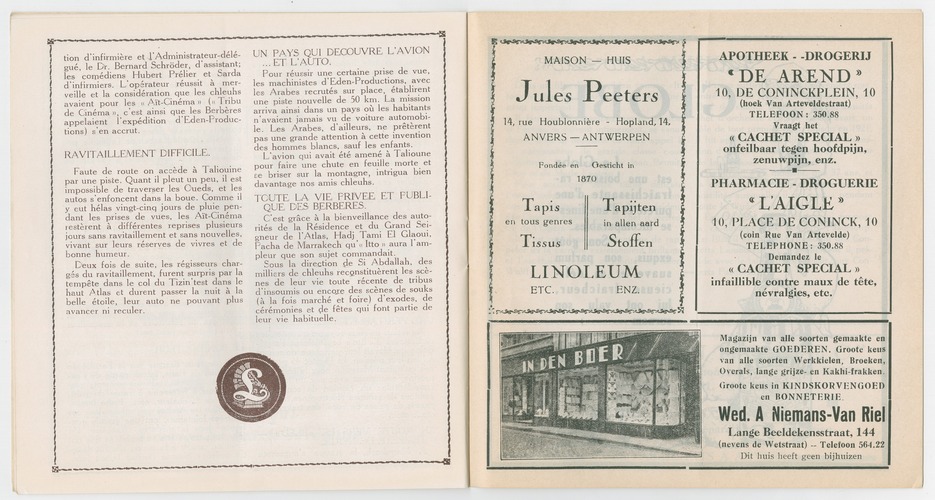 tion d'infirmière et l'Administrateur-délé-
gué, le Dr. Bernard Schröder, d'assistant;
les comédiens Hubert Prélier et Sarda
d'infirmiers. L'opérateur réussit à mer-
veille et la considération que les chleuhs
avaient pour les « Aït-Cinéma » (« Tribu
de Cinéma », c'est ainsi que les Berbères
appelaient l'expédition d'Eden-Produc-
tions) s'en accrut.
RAVITAILLEMENT DIFFICILE.
Faute de route on accède à Taliouine
par une piste. Quant il pleut un peu, il est
impossible de traverser les Oueds, et les
autos s'enfoncent dans la boue. Comme il
y eut hélas vingt-cinq jours de pluie pen-
dant les prises de vues, les Aït-Cinéma
restèrent à différentes reprises plusieurs
jours sans ravitaillement et sans nouvelles,
vivant sur leurs réserves de vivres et de
bonne humeur.
Deux fois de suite, les régisseurs char-
gés du ravitaillement, furent surpris par la
tempête dans le col du Tizin'test dans le
haut Atlas et durent passer la nuit à la
belle étoile, leur auto ne pouvant plus
avancer ni reculer.
UN PAYS QUI DECOUVRE L'AVION
... ET L'AUTO.
Pour réussir une certaine prise de vue,
les machinistes d'Eden-Productions, avec
les Arabes recrutés sur place, établirent
une piste nouvelle de 50 km. La mission
arriva ainsi dans un pays où les habitants
n'avaient jamais vu de voiture automobi-
le. Les Arabes, d'ailleurs, ne prêtèrent
pas une grande attention à cette invention
des hommes blancs, sauf les enfants.
L'avion qui avait été amené à Taliouine
pour faire une chute en feuille morte et
se briser sur la montagne, intrigua bien
davantage nos amis chleuhs.
TOUTE LA VIE PRIVEE ET PUBLI-
QUE DES BERBERES.
C'est grâce à la bienveillance des auto-
rités de la Résidence et du Grand Sei-
gneur de l'Atlas, Hadj Tami El Glaoui,
Pacha de Marrakech qu'« Itto » aura l'am-
pleur que son sujet commandait.
Sous la direction de Si Abdallah, des
milliers de chleuhs reconstituèrent les scè-
nes de leur vie toute récente de tribus
d'insoumis ou encore des scènes de souks
(à la fois marché et foire) d'exodes, de
cérémonies et de fêtes qui font partie de
leur vie habituelle.
MAISON — HUIS
Jules Peeters
14, rue Houblonnière - Hopland, 14,
ANVERS — ANTWERPEN
Fondée en Gesticht in
1870
Tapis Tapijten
en tous genres in allen aard
Tissus Stoffen
LINOLEUM
ETC. ENZ.
APOTHEEK - -DROGERIJ
« DE AREND »
10, DE CONINCKPLEIN, 10
(hoek Van Arteveldestraat)
TELEFOON : 350.88
Vraagt het
« CACHET SPECIAL »
onfeilbaar tegen hoofdpijn,
zenuwpijn, enz.
PHARMACIE - DROGUERIE
« L'AIGLE »
10, PLACE DE CONINCK, 10
(coin Rue Van Artevelde)
TELEPHONE : 350.88
Demandez le
« CACHET SPECIAL »
infaillible contre maux de tête,
névralgies, etc.
IN DEN BOER
Magazijn van alle soorten gemaakte en
ongemaakte GOEDEREN. Groote keus
van alle soorten Werkkielen, Broeken,
Overals, lange grijze- en Kakhi-frakken
Groote keus in KINDSKORVENGOED
en BONNETERIE.
Wed. A Niemans-Van Riel
Lange Beeldekensstraat, 144
(nevens de Wetstraat) — Telefoon 564.22
Dit huis heeft geen bijhuizen